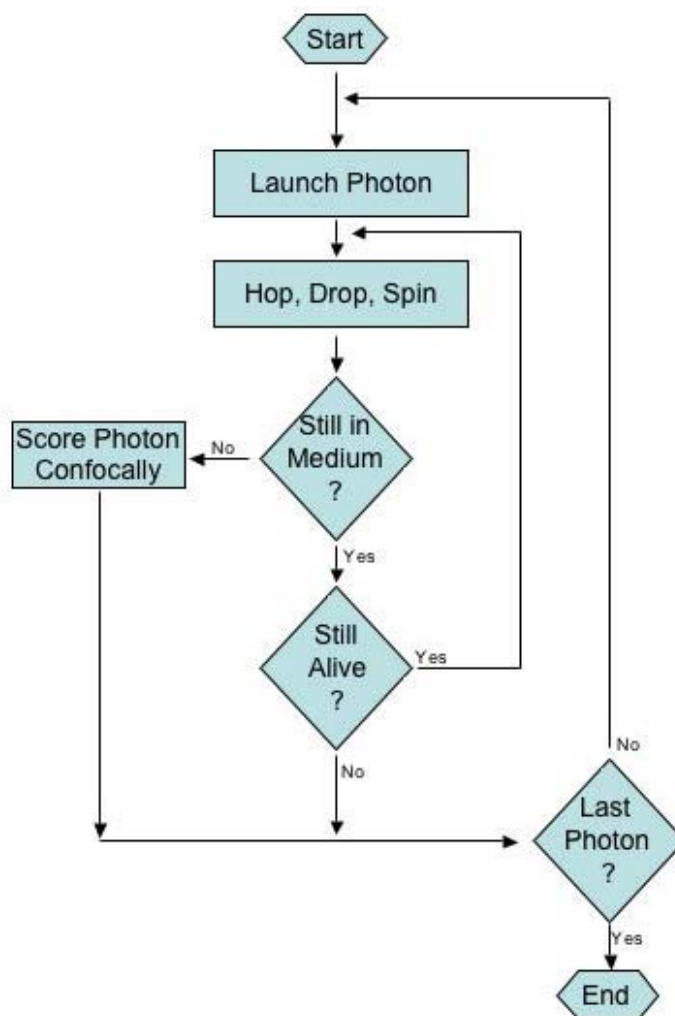 Start
Launch Photon
Hop, Drop, Spin
Still in
Medium
?
No
Score Photon
Confocally
Yes
Still
Alive
?
Yes
No
No
Last
Photon
?
Yes
End